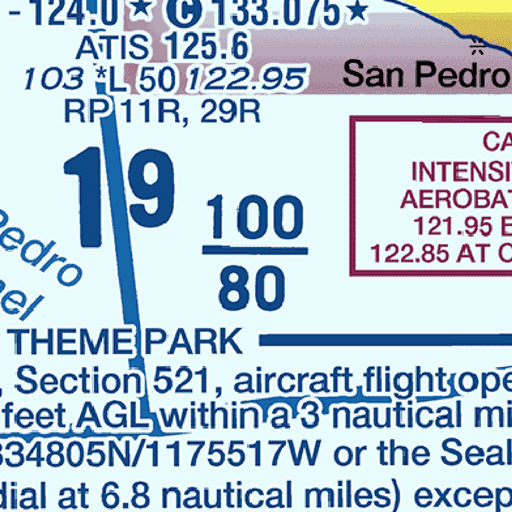 - 124.0 ★ Ⓒ 133.075★
ATIS 125.6
103 *L 50 122.95
RP 11R, 29R
San Pedro
CA
INTENSI
AEROBAT
121.95 E
122.85 AT C
19
100
80
Pedro
nel
THEME PARK
, Section 521, aircraft flight ope
feet AGL within a 3 nautical mi
334805N/1175517W or the Seal
dial at 6.8 nautical miles) excep